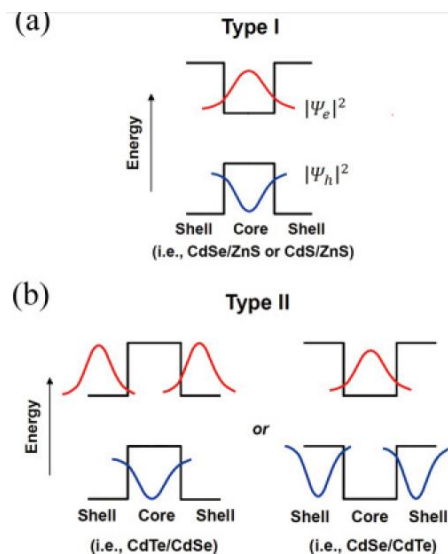 (a)
Type I
Energy
|Ψe|²
|Ψh|²
Shell Core Shell
(i.e., CdSe/ZnS or CdS/ZnS)
(b)
Type II
Energy
or
Shell Core Shell Shell Core Shell
(i.e., CdTe/CdSe) (i.e., CdSe/CdTe)